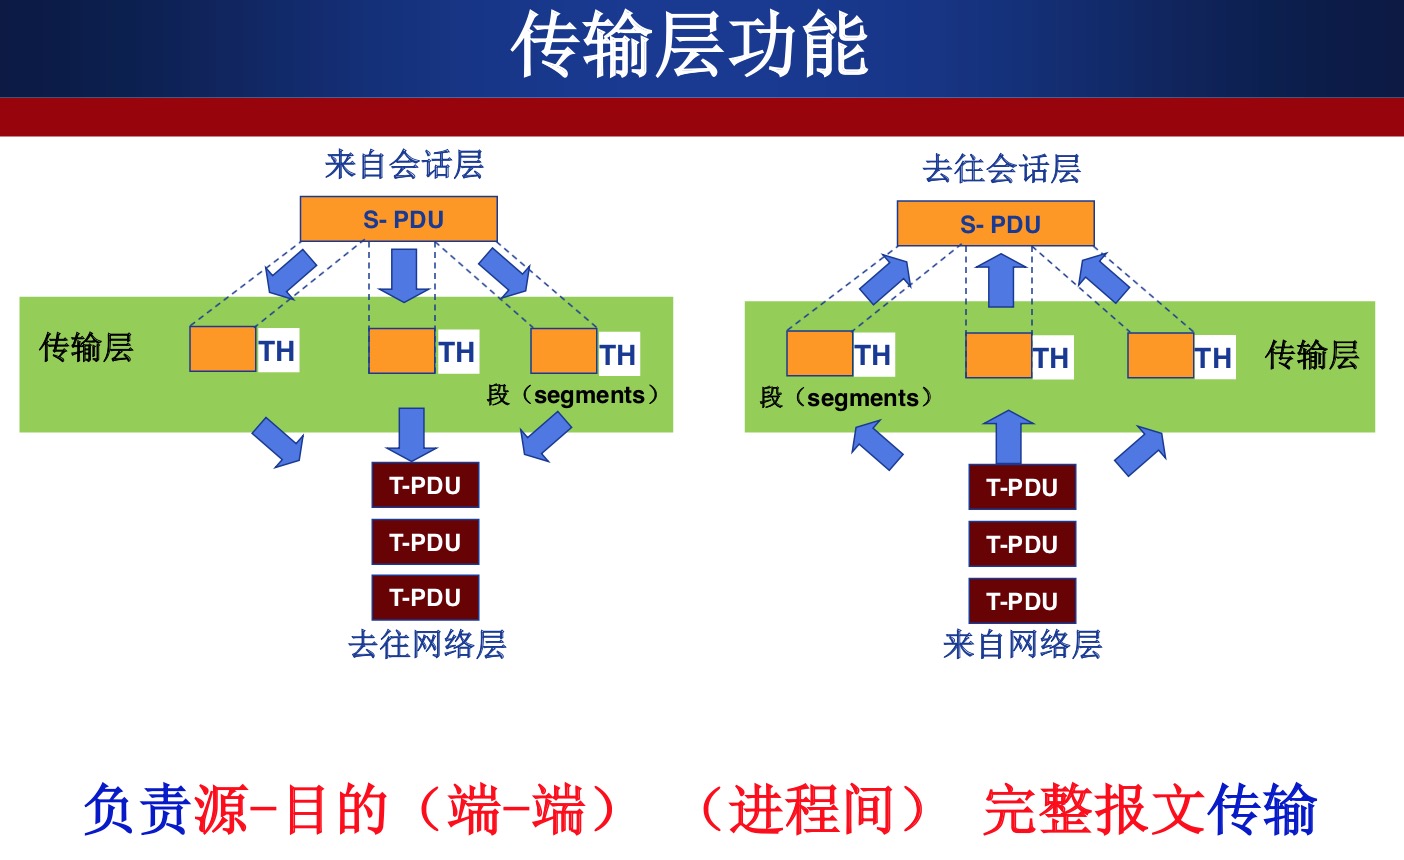 传输层功能
来自会话层
S- PDU
传输层
TH
TH
TH
段（segments）
T-PDU
T-PDU
T-PDU
去往网络层
去往会话层
S- PDU
TH
TH
TH
传输层
段（segments）
T-PDU
T-PDU
T-PDU
来自网络层
负责源-目的（端-端）（进程间） 完整报文传输